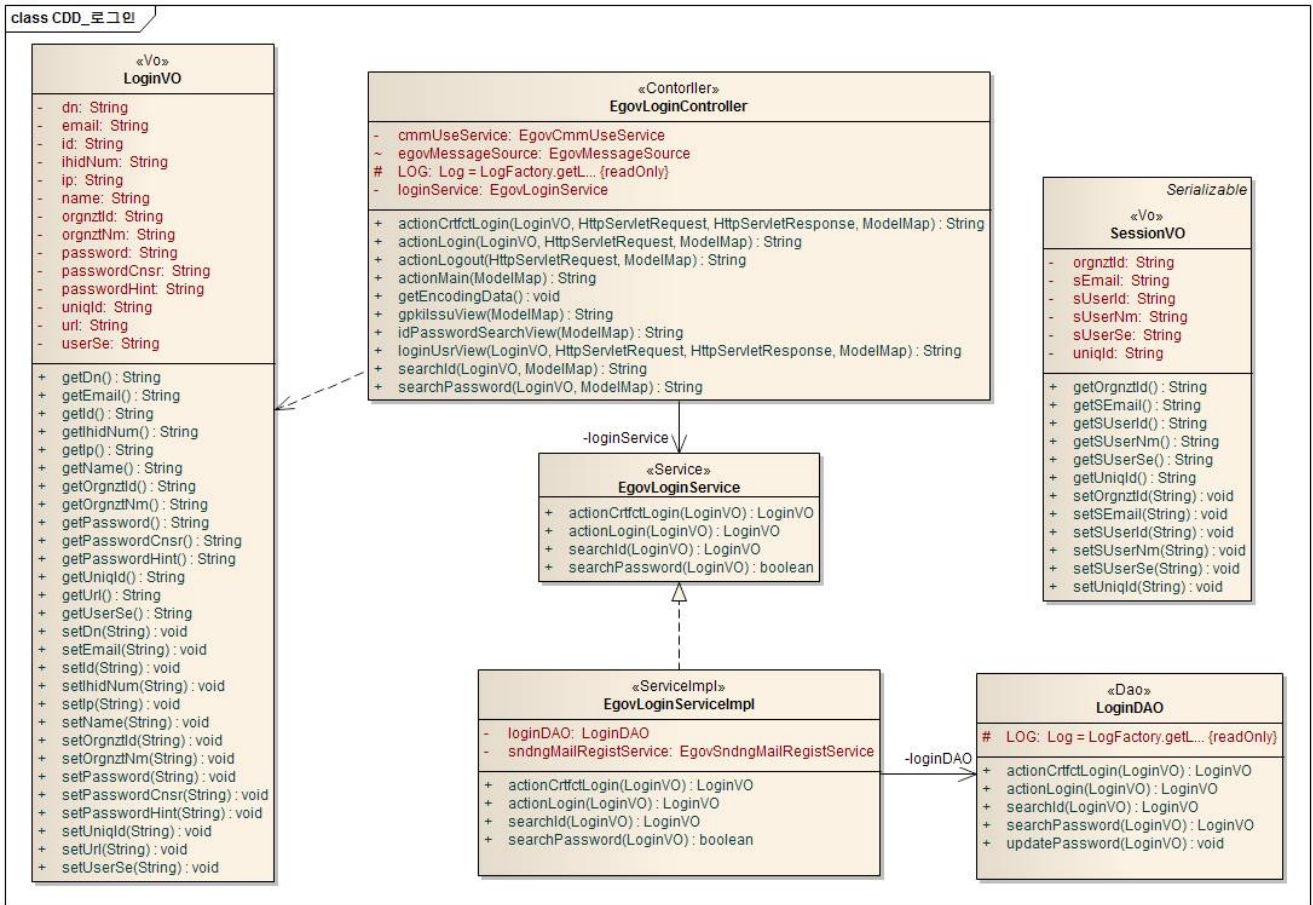 class CDD_로그인
«Vo»
LoginVO
- dn: String
- email: String
- id: String
- ihidNum: String
- ip: String
- name: String
- orgnztId: String
- orgnztNm: String
- password: String
- passwordCnsr: String
- passwordHint: String
- uniqId: String
- url: String
- userSe: String
+ getDn() : String
+ getEmail() : String
+ getId() : String
+ getIhidNum() : String
+ getIp() : String
+ getName() : String
+ getOrgnztId() : String
+ getOrgnztNm() : String
+ getPassword() : String
+ getPasswordCnsr() : String
+ getPasswordHint() : String
+ getUniqId() : String
+ getUrl() : String
+ getUserSe() : String
+ setDn(String) : void
+ setEmail(String) : void
+ setId(String) : void
+ setIhidNum(String) : void
+ setIp(String) : void
+ setName(String) : void
+ setOrgnztId(String) : void
+ setOrgnztNm(String) : void
+ setPassword(String) : void
+ setPasswordCnsr(String) : void
+ setPasswordHint(String) : void
+ setUniqId(String) : void
+ setUrl(String) : void
+ setUserSe(String) : void
«Contorller»
EgovLoginController
- cmmUseService: EgovCmmUseService
~ egovMessageSource: EgovMessageSource
# LOG: Log = LogFactory.getL... {readOnly}
- loginService: EgovLoginService
+ actionCrtfctLogin(LoginVO, HttpServletRequest, HttpServletResponse, ModelMap) : String
+ actionLogin(LoginVO, HttpServletRequest, ModelMap) : String
+ actionLogout(HttpServletRequest, ModelMap) : String
+ actionMain(ModelMap) : String
+ getEncodingData() : void
+ gpkiIssuView(ModelMap) : String
+ idPasswordSearchView(ModelMap) : String
+ loginUsrView(LoginVO, HttpServletRequest, HttpServletResponse, ModelMap) : String
+ searchId(LoginVO, ModelMap) : String
+ searchPassword(LoginVO, ModelMap) : String
-loginService
«Service»
EgovLoginService
+ actionCrtfctLogin(LoginVO) : LoginVO
+ actionLogin(LoginVO) : LoginVO
+ searchId(LoginVO) : LoginVO
+ searchPassword(LoginVO) : boolean
«ServiceImpl»
EgovLoginServiceImpl
- loginDAO: LoginDAO
- sndngMailRegistService: EgovSndngMailRegistService
+ actionCrtfctLogin(LoginVO) : LoginVO
+ actionLogin(LoginVO) : LoginVO
+ searchId(LoginVO) : LoginVO
+ searchPassword(LoginVO) : boolean
-loginDAO
Serializable
«Vo»
SessionVO
- orgnztId: String
- sEmail: String
- sUserId: String
- sUserNm: String
- sUserSe: String
- uniqId: String
+ getOrgnztId() : String
+ getSEmail() : String
+ getSUserId() : String
+ getSUserNm() : String
+ getSUserSe() : String
+ getUniqId() : String
+ setOrgnztId(String) : void
+ setSEmail(String) : void
+ setSUserId(String) : void
+ setSUserNm(String) : void
+ setSUserSe(String) : void
+ setUniqId(String) : void
«Dao»
LoginDAO
# LOG: Log = LogFactory.getL... {readOnly}
+ actionCrtfctLogin(LoginVO) : LoginVO
+ actionLogin(LoginVO) : LoginVO
+ searchId(LoginVO) : LoginVO
+ searchPassword(LoginVO) : LoginVO
+ updatePassword(LoginVO) : void